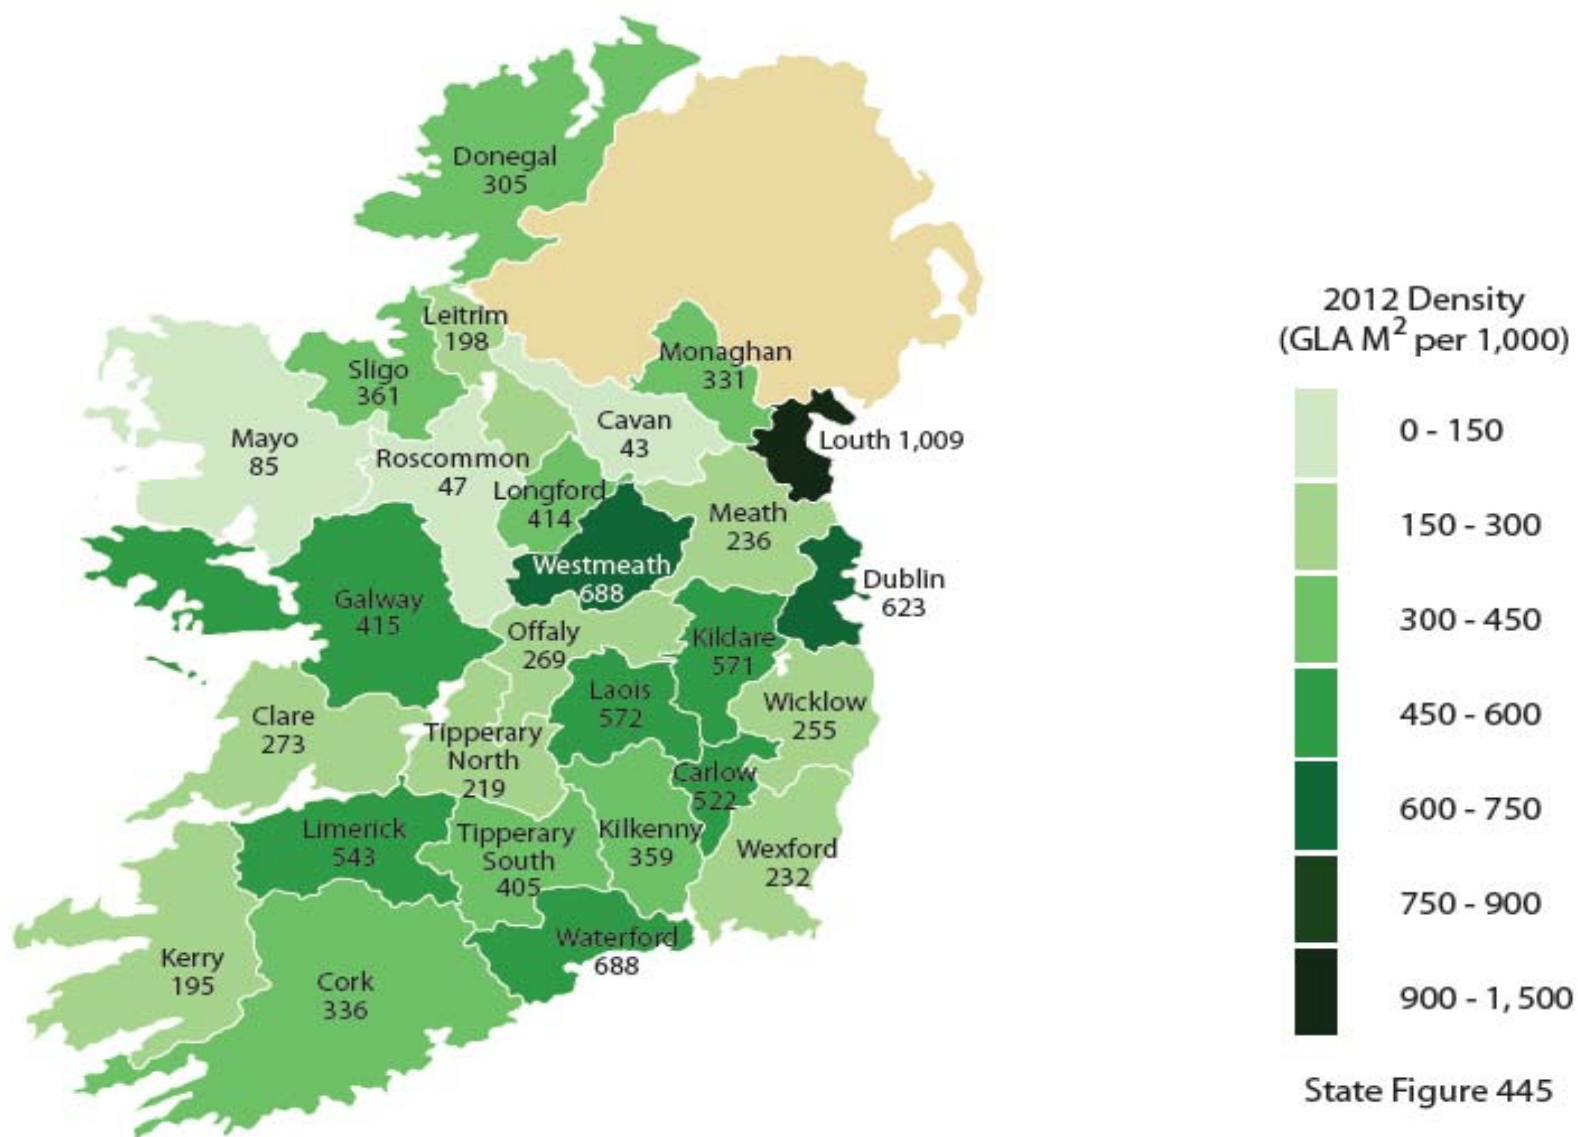 Donegal
305
Leitrim
198
Monaghan
331
Sligo
361
Cavan
43
Louth 1,009
Mayo
85
Roscommon
47
Longford
414
Meath
236
Westmeath
688
Dublin
623
Galway
415
Offaly
269
Kildare
571
Laois
572
Wicklow
255
Clare
273
Tipperary
North
219
Carlow
522
Limerick
543
Tipperary
South
405
Kilkenny
359
Wexford
232
Waterford
688
Kerry
195
Cork
336
2012 Density
(GLA M² per 1,000)
0 - 150
150 - 300
300 - 450
450 - 600
600 - 750
750 - 900
900 - 1, 500
State Figure 445